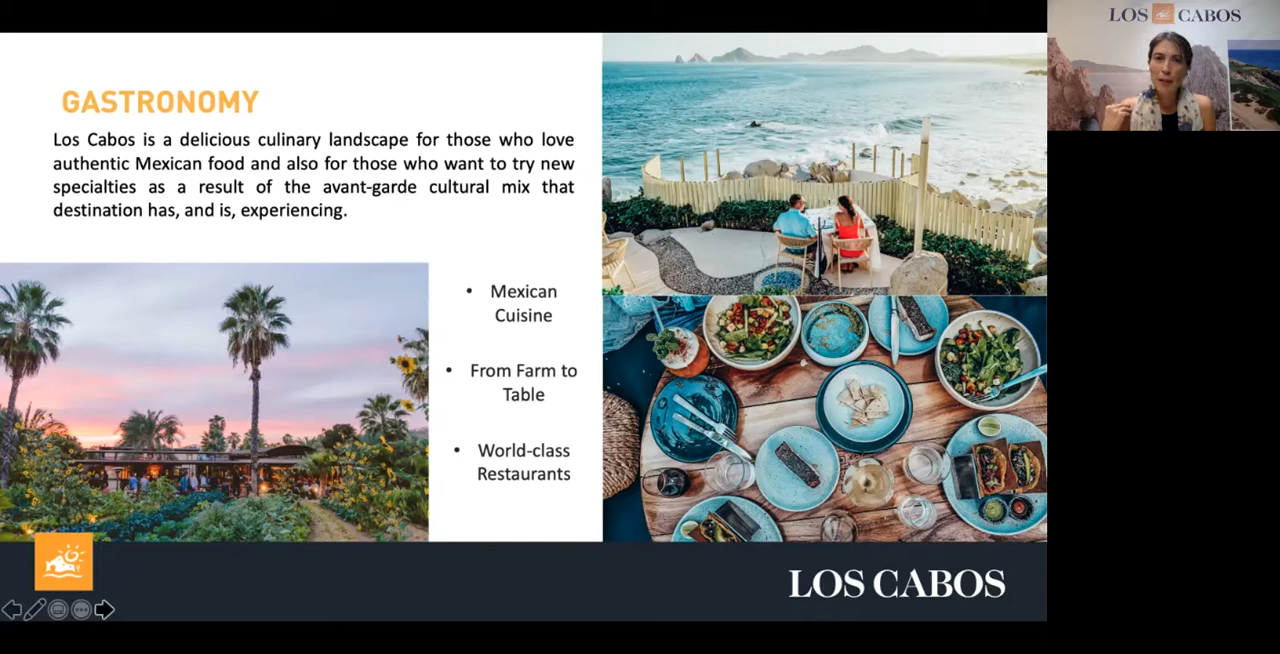 GASTRONOMY
Los Cabos is a delicious culinary landscape for those who love
authentic Mexican food and also for those who want to try new
specialties as a result of the avant-garde cultural mix that
destination has, and is, experiencing.
• Mexican
Cuisine
• From Farm to
Table
• World-class
Restaurants
LOS CABOS
LOS CABOS